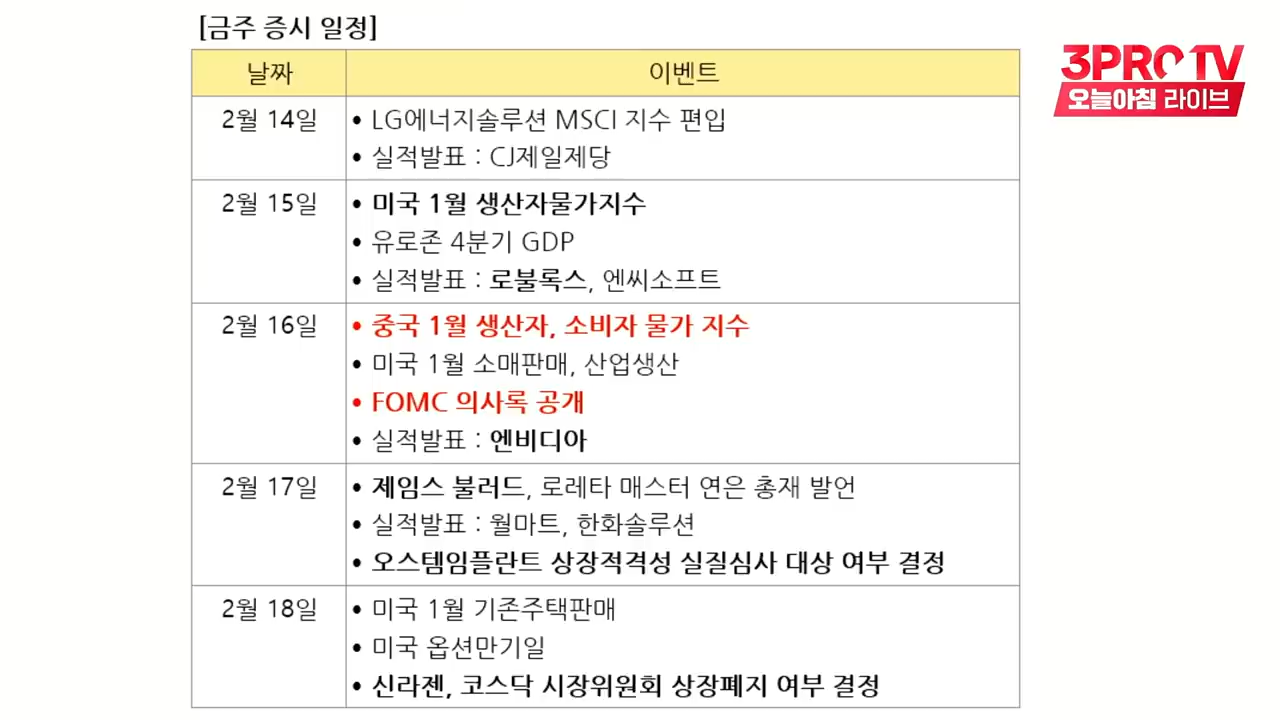 [금주 증시 일정]
3PRO TV
오늘아침 라이브
날짜 이벤트
2월 14일
• LG에너지솔루션 MSCI 지수 편입
• 실적발표 : CJ제일제당
2월 15일
• 미국 1월 생산자물가지수
• 유로존 4분기 GDP
• 실적발표 : 로블록스, 엔씨소프트
2월 16일
• 중국 1월 생산자, 소비자 물가 지수
• 미국 1월 소매판매, 산업생산
• FOMC 의사록 공개
• 실적발표 : 엔비디아
2월 17일
• 제임스 불러드, 로레타 매스터 연은 총재 발언
• 실적발표 : 월마트, 한화솔루션
• 오스템임플란트 상장적격성 실질심사 대상 여부 결정
2월 18일
• 미국 1월 기존주택판매
• 미국 옵션만기일
• 신라젠, 코스닥 시장위원회 상장폐지 여부 결정